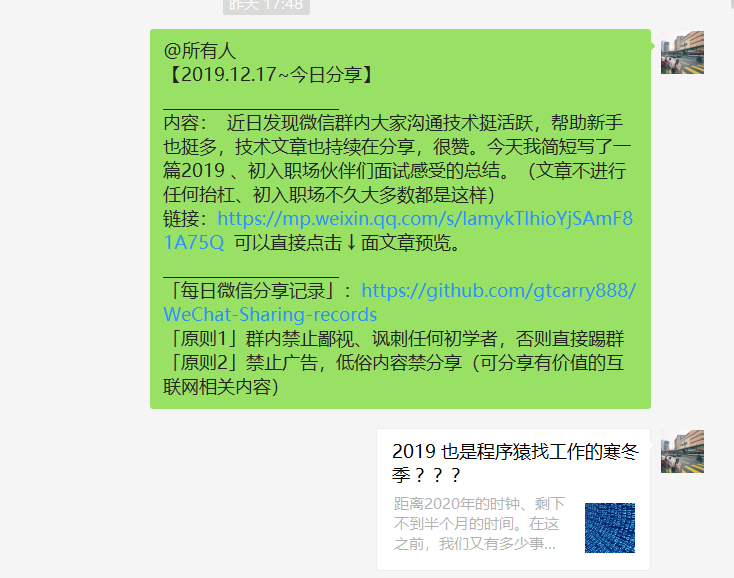 昨天 17:48
@所有人
【2019.12.17~今日分享】
____________________
内容： 近日发现微信群内大家沟通技术挺活跃，帮助新手
也挺多，技术文章也持续在分享，很赞。今天我简短写了一
篇2019 、初入职场伙伴们面试感受的总结。（文章不进行
任何抬杠、初入职场不久大多数都是这样）
链接：https://mp.weixin.qq.com/s/lamykTlhioYjSAmF8
1A75Q 可以直接点击↓面文章预览。
____________________
「每日微信分享记录」：https://github.com/gtcarry888/
WeChat-Sharing-records
「原则1」群内禁止鄙视、讽刺任何初学者，否则直接踢群
「原则2」禁止广告，低俗内容禁分享（可分享有价值的互
联网相关内容）
2019 也是程序猿找工作的寒冬
季？？？
距离2020年的时钟、剩下
不到半个月的时间。在这
之前，我们又有多少事...